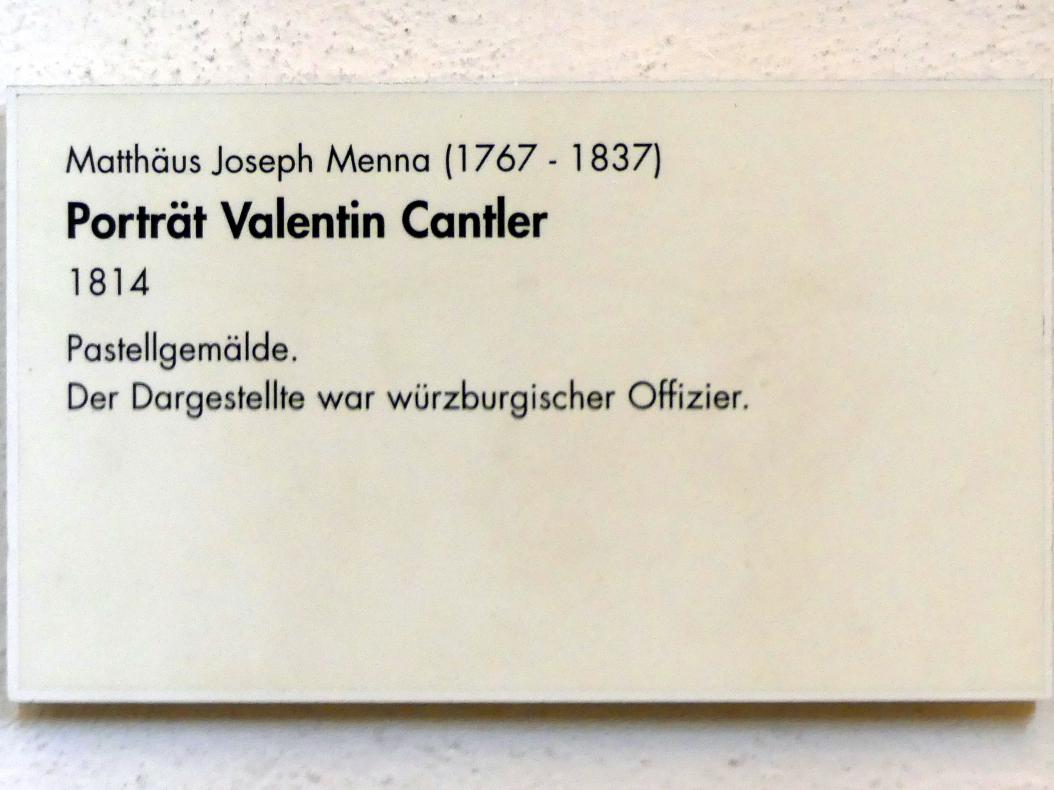 Matthäus Joseph Menna (1767 - 1837)
Porträt Valentin Cantler
1814
Pastellgemälde.
Der Dargestellte war würzburgischer Offizier.